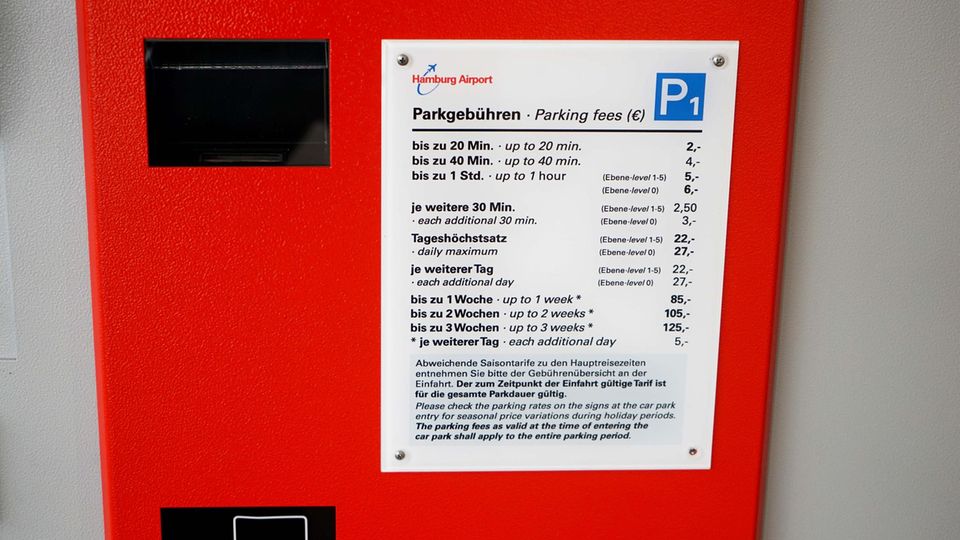 Hamburg Airport
P1
Parkgebühren · Parking fees (€)
bis zu 20 Min. · up to 20 min. 2,-
bis zu 40 Min. · up to 40 min. 4,-
bis zu 1 Std. · up to 1 hour (Ebene-level 1-5) 5,-
(Ebene-level 0) 6,-
je weitere 30 Min. (Ebene-level 1-5) 2,50
· each additional 30 min. (Ebene-level 0) 3,-
Tageshöchstsatz (Ebene-level 1-5) 22,-
· daily maximum (Ebene-level 0) 27,-
je weiterer Tag (Ebene-level 1-5) 22,-
· each additional day (Ebene-level 0) 27,-
bis zu 1 Woche · up to 1 week * 85,-
bis zu 2 Wochen · up to 2 weeks * 105,-
bis zu 3 Wochen · up to 3 weeks * 125,-
* je weiterer Tag · each additional day 5,-
Abweichende Saisontarife zu den Hauptreisezeiten
entnehmen Sie bitte der Gebührenübersicht an der
Einfahrt. Der zum Zeitpunkt der Einfahrt gültige Tarif ist
für die gesamte Parkdauer gültig.
Please check the parking rates on the signs at the car park
entry for seasonal price variations during holiday periods.
The parking fees as valid at the time of entering the
car park shall apply to the entire parking period.